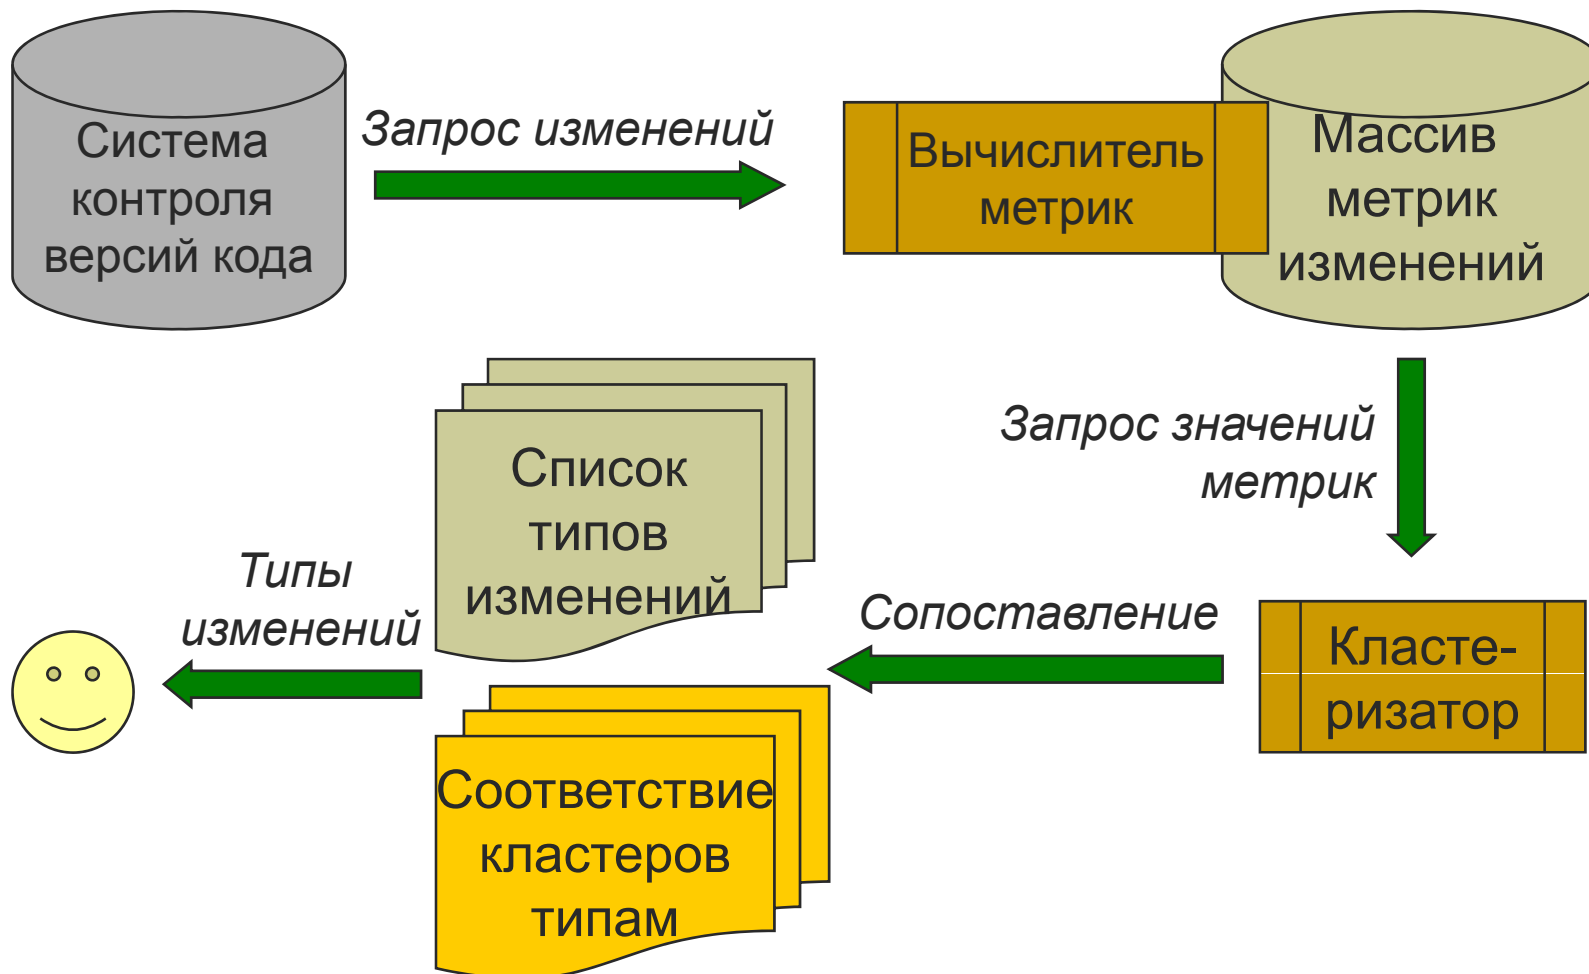 Система
контроля
версий кода
Запрос изменений
Вычислитель
метрик
Массив
метрик
изменений
Запрос значений
метрик
Список
типов
изменений
Типы
изменений
Сопоставление
Класте-
ризатор
Соответствие
кластеров
типам